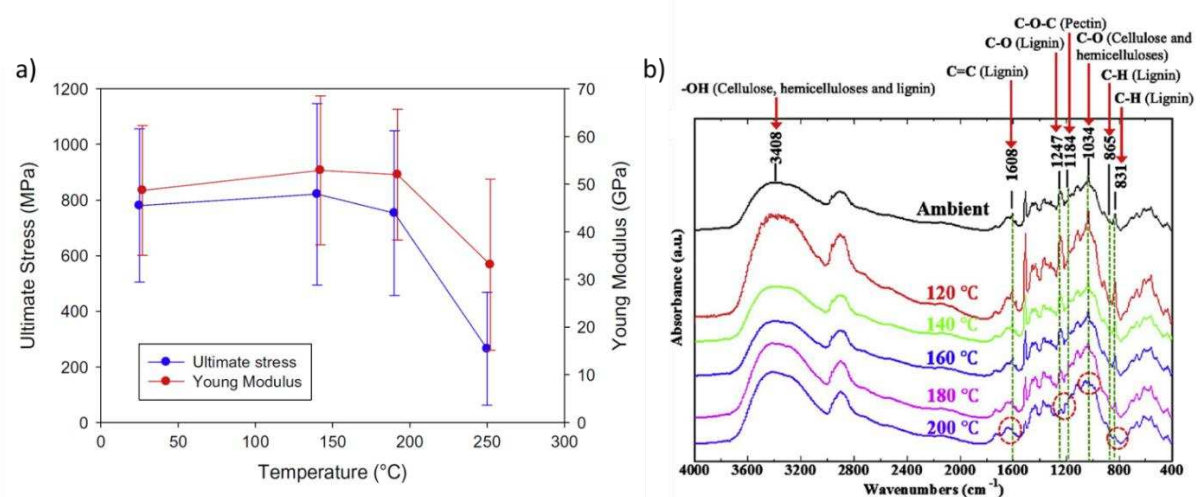 a)
Ultimate Stress (MPa)
1200
1000
800
600
400
200
0
Young Modulus (GPa)
70
60
50
40
30
20
10
0
Ultimate stress
Young Modulus
0 50 100 150 200 250 300
Temperature (°C)
b)
C-O-C (Pectin)
C-O (Lignin)
C-O (Cellulose and
hemicelluloses)
C=C (Lignin)
C-H (Lignin)
-OH (Cellulose, hemicelluloses and lignin)
C-H (Lignin)
3408
1608
1247
1184
1034
865
831
Ambient
120 °C
140 °C
160 °C
180 °C
200 °C
Absorbance (a.u.)
4000 3600 3200 2800 2400 2000 1600 1200 800 400
Wavenumbers (cm⁻¹)